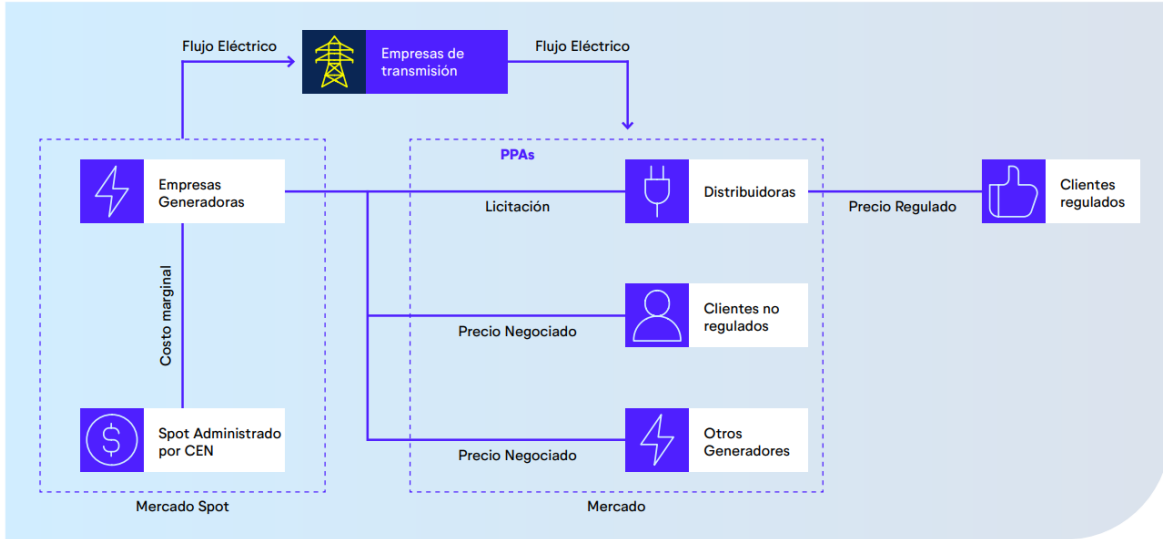 Flujo Eléctrico
Empresas de
transmisión
Flujo Eléctrico
PPAs
Empresas
Generadoras
Licitación
Distribuidoras
Precio Regulado
Clientes
regulados
Costo marginal
Precio Negociado
Clientes no
regulados
Spot Administrado
por CEN
Precio Negociado
Otros
Generadores
Mercado Spot
Mercado